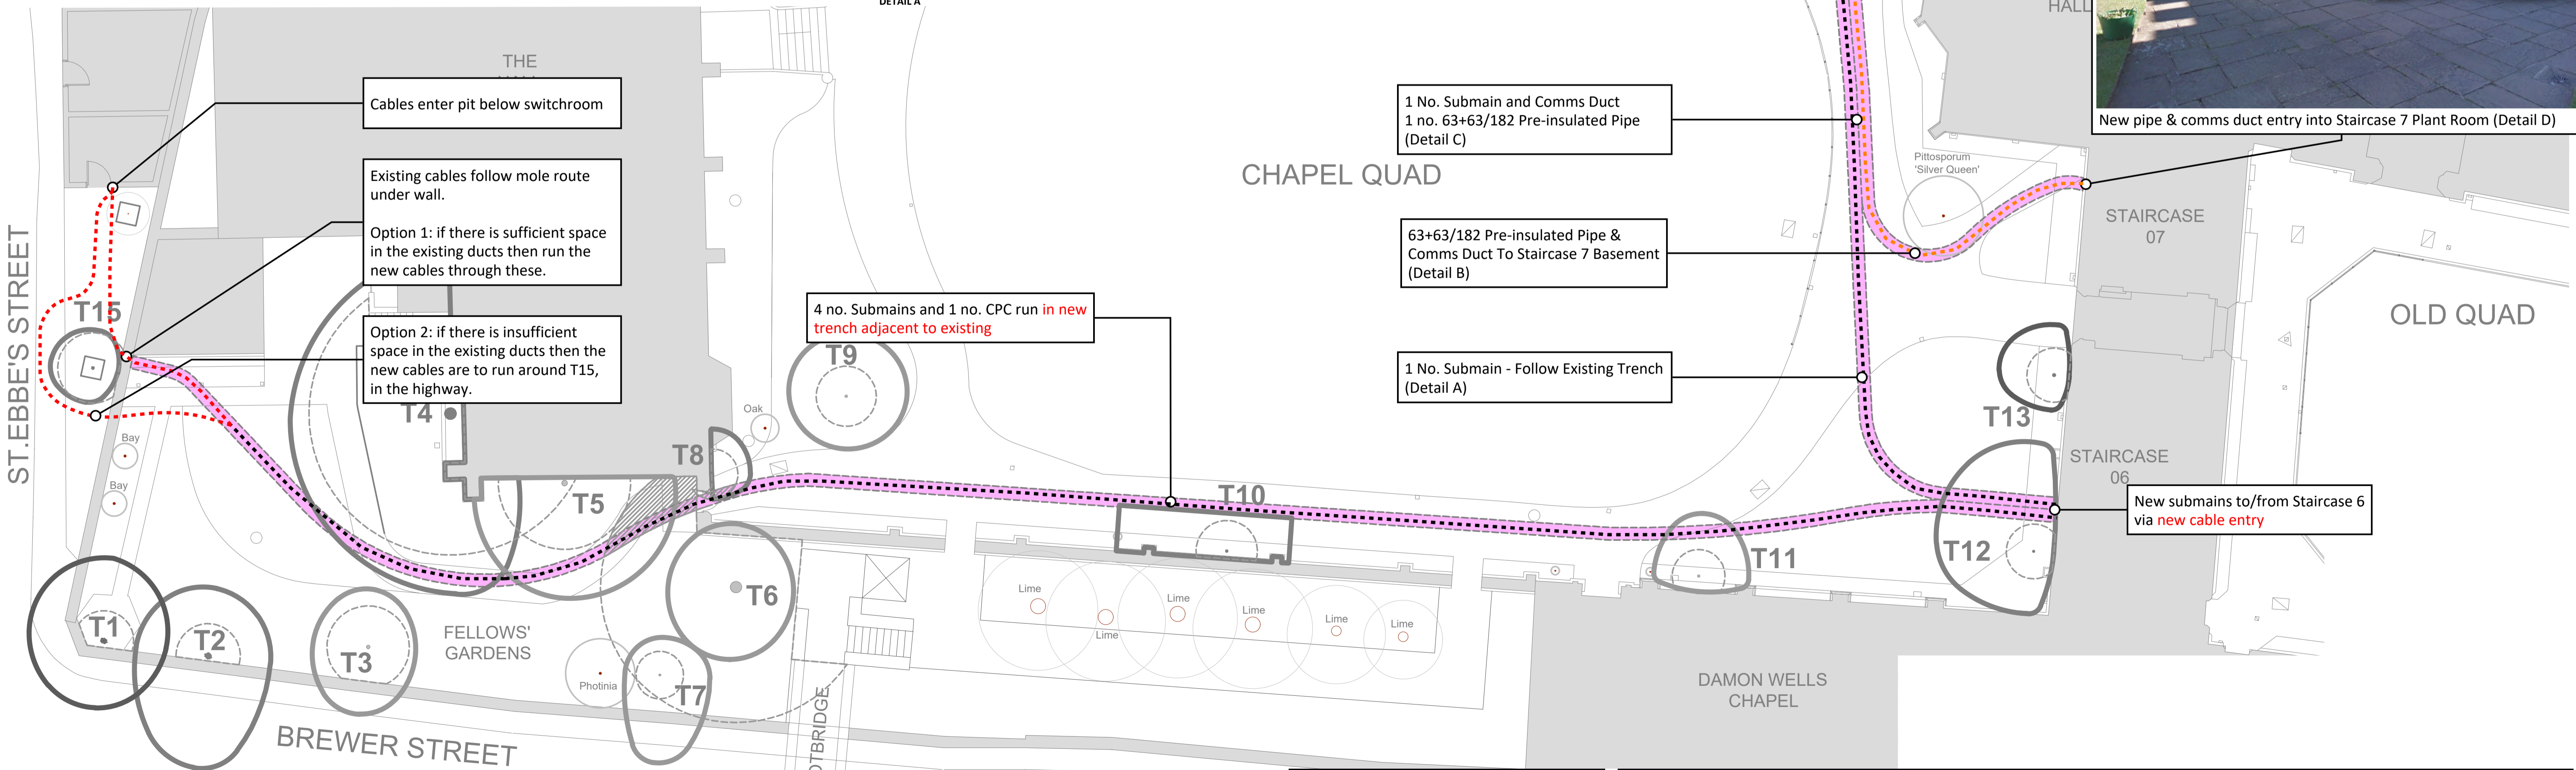 DETAIL A
HALL
THE
Cables enter pit below switchroom
Existing cables follow mole route
under wall.
Option 1: if there is sufficient space
in the existing ducts then run the
new cables through these.
Option 2: if there is insufficient
space in the existing ducts then the
new cables are to run around T15,
in the highway.
4 no. Submains and 1 no. CPC run in new
trench adjacent to existing
CHAPEL QUAD
1 No. Submain and Comms Duct
1 no. 63+63/182 Pre-insulated Pipe
(Detail C)
63+63/182 Pre-insulated Pipe &
Comms Duct To Staircase 7 Basement
(Detail B)
1 No. Submain - Follow Existing Trench
(Detail A)
New pipe & comms duct entry into Staircase 7 Plant Room (Detail D)
Pittosporum
'Silver Queen'
STAIRCASE
07
OLD QUAD
STAIRCASE
06
New submains to/from Staircase 6
via new cable entry
ST.EBBE'S STREET
T15
T4
T9
Oak
T8
T5
T10
T13
T12
T11
Bay
Bay
T1
T2
T3
FELLOWS'
GARDENS
Photinia
T6
T7
Lime
Lime
Lime
Lime
Lime
Lime
DAMON WELLS
CHAPEL
BREWER STREET